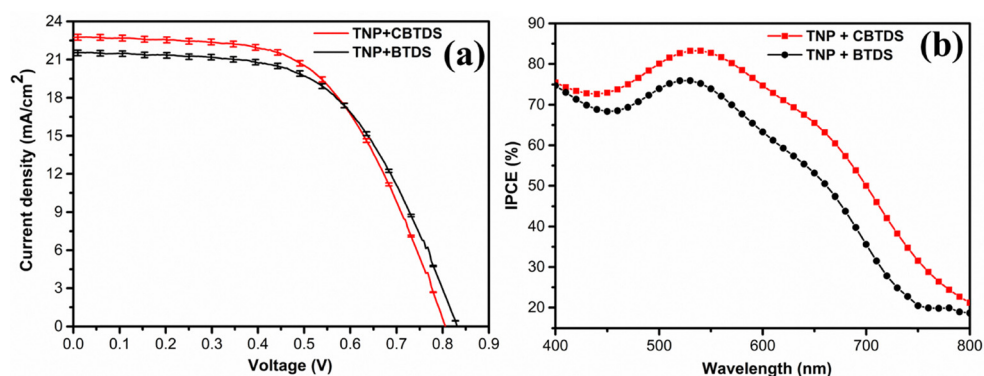 24
21
18
15
12
9
6
3
0
Current density (mA/cm²)
TNP+CBTDS
TNP+BTDS
(a)
0.0 0.1 0.2 0.3 0.4 0.5 0.6 0.7 0.8 0.9
Voltage (V)
90
80
70
60
50
40
30
20
IPCE (%)
TNP + CBTDS
TNP + BTDS
(b)
400 500 600 700 800
Wavelength (nm)